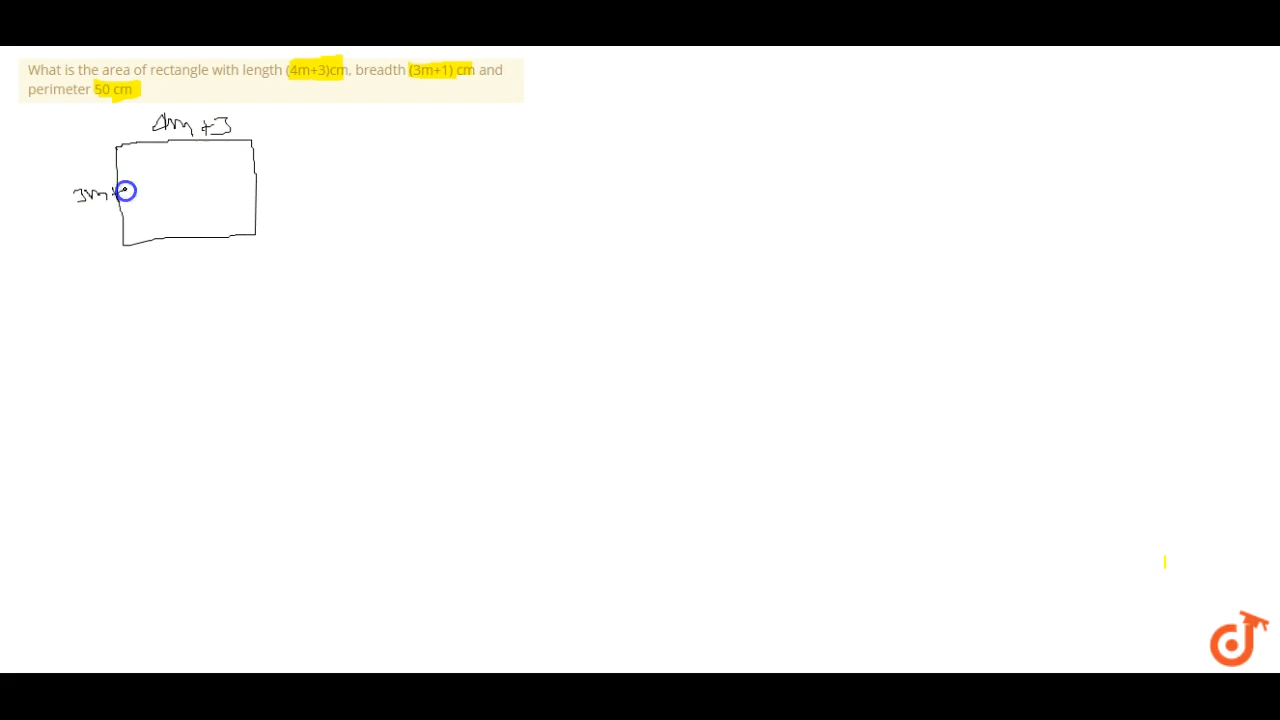 What is the area of rectangle with length (4m+3)cm, breadth (3m+1) cm and
perimeter 50 cm
4m +3
3m+